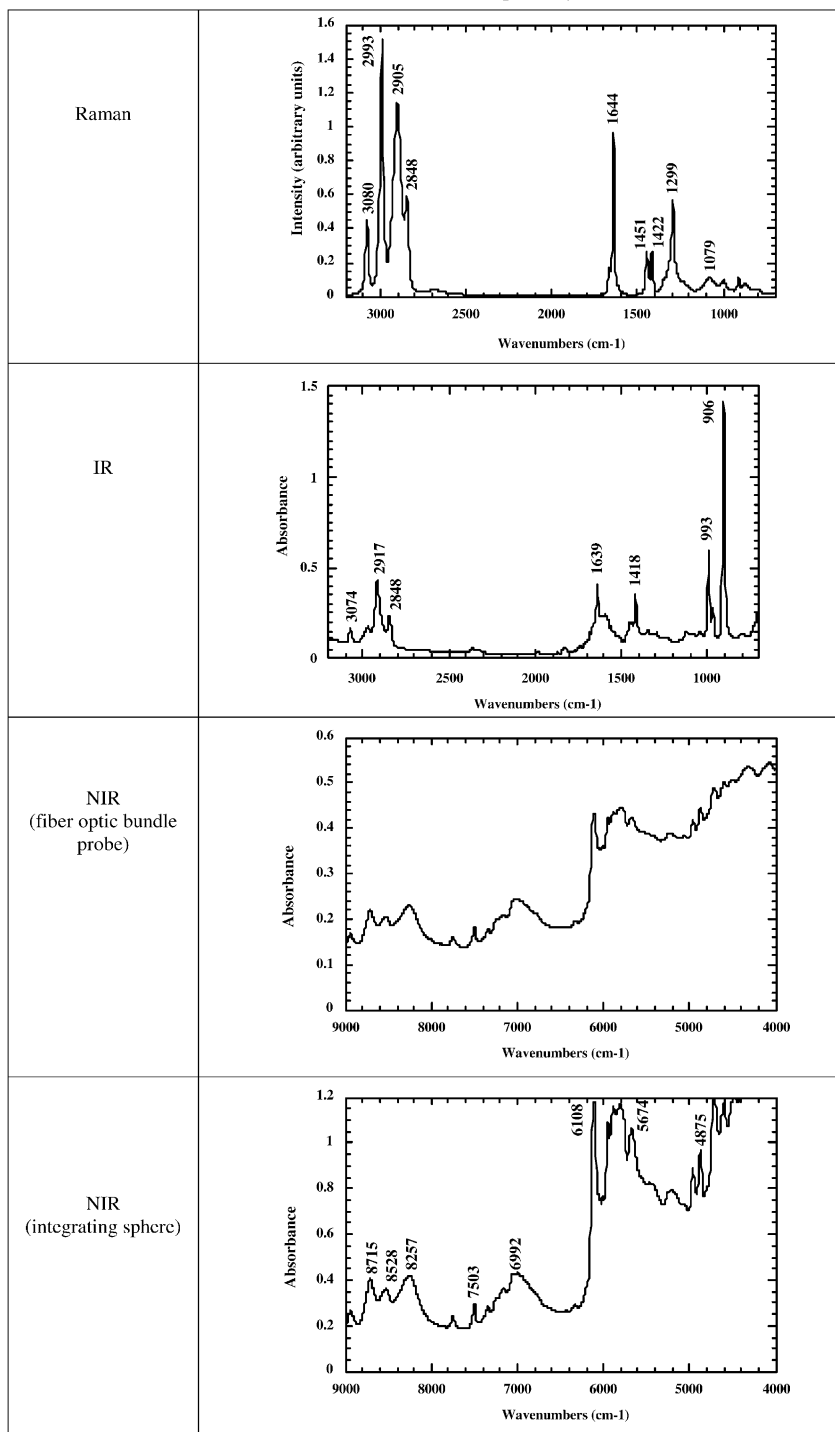 Raman
Intensity (arbitrary units)
1.6
1.4
1.2
1
0.8
0.6
0.4
0.2
0
3080
2993
2905
2848
1644
1451
1422
1299
1079
3000 2500 2000 1500 1000
Wavenumbers (cm-1)
IR
Absorbance
1.5
1
0.5
0
3074
2917
2848
1639
1418
993
906
3000 2500 2000 1500 1000
Wavenumbers (cm-1)
NIR
(fiber optic bundle
probe)
Absorbance
0.6
0.5
0.4
0.3
0.2
0.1
0
9000 8000 7000 6000 5000 4000
Wavenumbers (cm-1)
NIR
(integrating sphere)
Absorbance
1.2
1
0.8
0.6
0.4
0.2
0
8715
8528
8257
7503
6992
6108
5674
4875
9000 8000 7000 6000 5000 4000
Wavenumbers (cm-1)